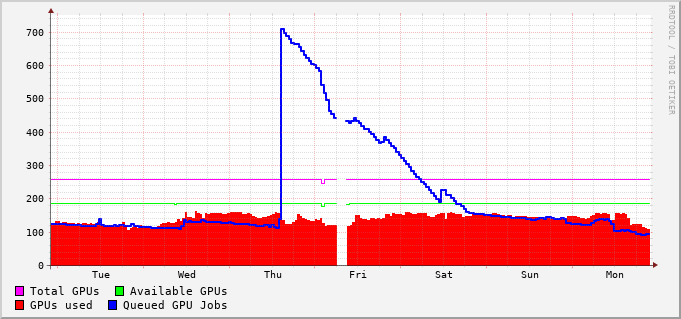 700
600
500
400
300
200
100
0
Tue Wed Thu Fri Sat Sun Mon
Total GPUs Available GPUs
GPUs used Queued GPU Jobs
RRDTOOL / TOBI OETIKER